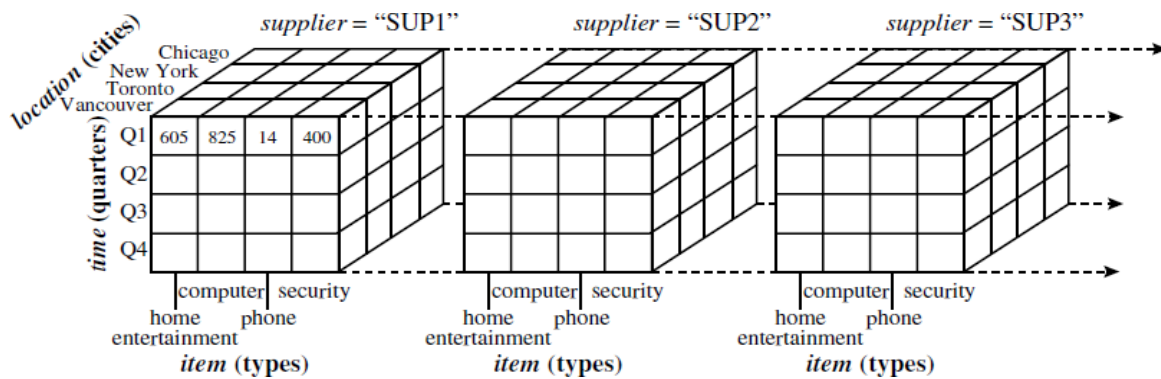 supplier = “SUP1”
supplier = “SUP2”
supplier = “SUP3”
location (cities)
Chicago
New York
Toronto
Vancouver
time (quarters)
Q1 605 825 14 400
Q2
Q3
Q4
computer security
home phone
entertainment
item (types)
computer security
home phone
entertainment
item (types)
computer security
home phone
entertainment
item (types)